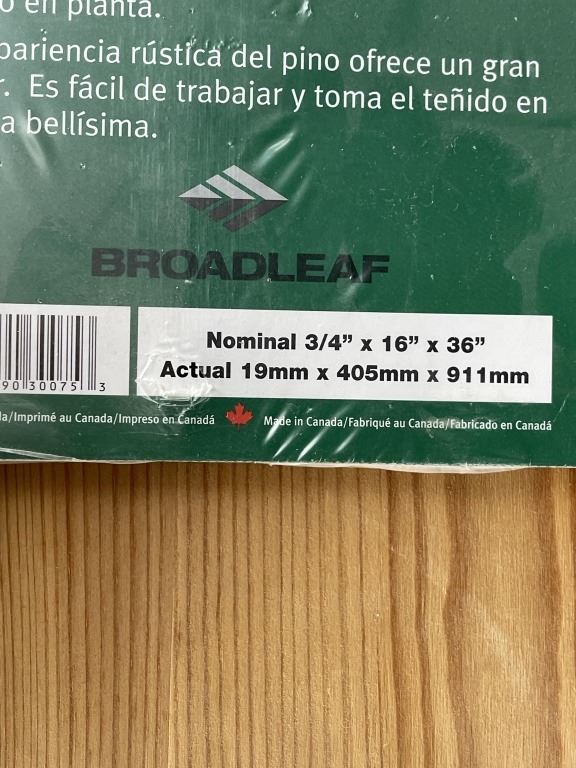 en planta.
apariencia rústica del pino ofrece un gran
Es fácil de trabajar y toma el teñido en
a bellísima.
BROADLEAF
Nominal 3/4” x 16” x 36”
Actual 19mm x 405mm x 911mm
90 30075 3
/Imprimé au Canada/Impreso en Canadá
Made in Canada/Fabriqué au Canada/Fabricado en Canadá